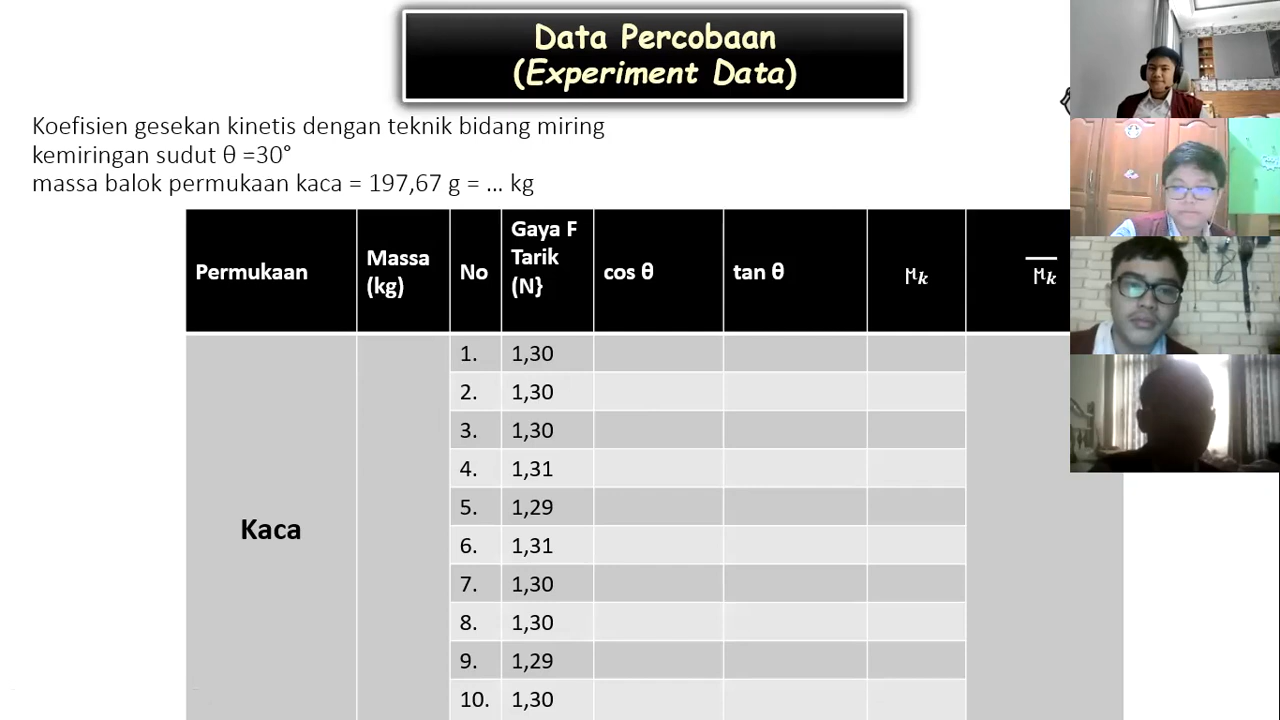 Data Percobaan
(Experiment Data)
Koefisien gesekan kinetis dengan teknik bidang miring
kemiringan sudut θ =30°
massa balok permukaan kaca = 197,67 g = ... kg
Permukaan Massa (kg) No Gaya F Tarik (N} cos θ tan θ μk μk
Kaca
1. 1,30
2. 1,30
3. 1,30
4. 1,31
5. 1,29
6. 1,31
7. 1,30
8. 1,30
9. 1,29
10. 1,30